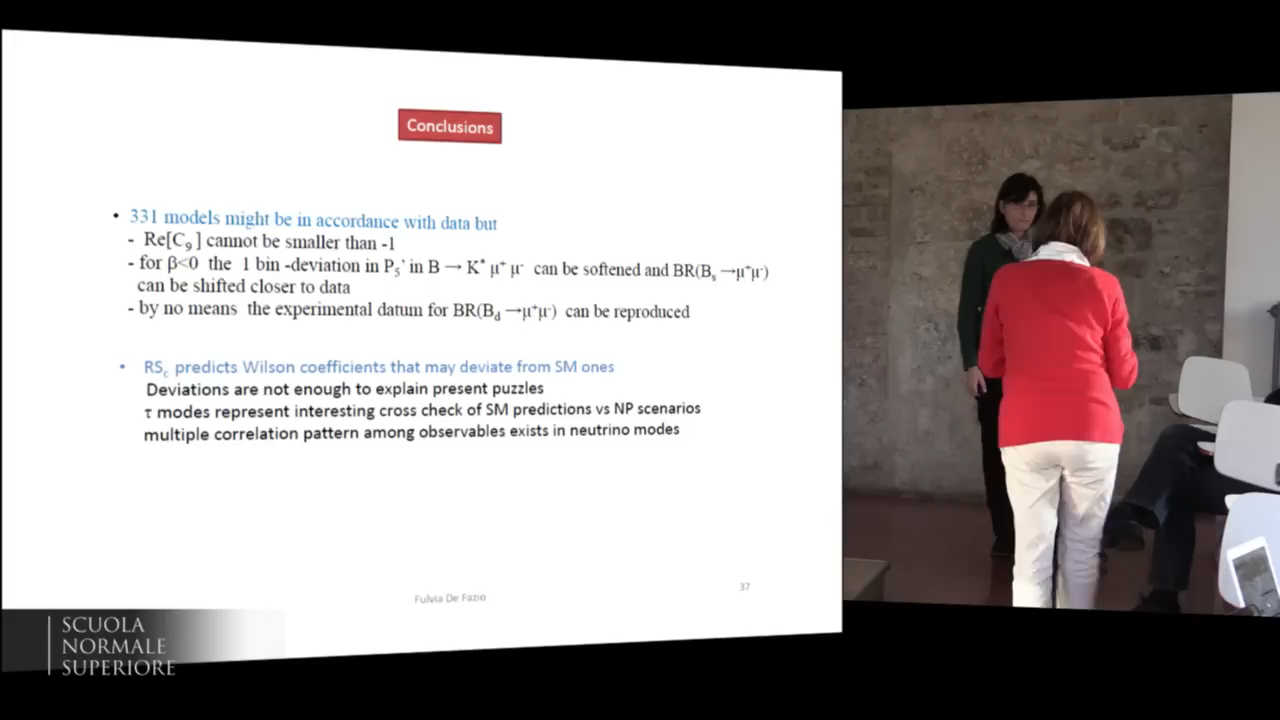 Conclusions
• 331 models might be in accordance with data but
- Re[C₉] cannot be smaller than -1
- for β<0 the 1 bin -deviation in P₅' in B → K* μ⁺ μ⁻ can be softened and BR(Bₛ →μ⁺μ⁻)
can be shifted closer to data
- by no means the experimental datum for BR(B_d →μ⁺μ⁻) can be reproduced
• RS_c predicts Wilson coefficients that may deviate from SM ones
Deviations are not enough to explain present puzzles
τ modes represent interesting cross check of SM predictions vs NP scenarios
multiple correlation pattern among observables exists in neutrino modes
Fulvia De Fazio
37
SCUOLA
NORMALE
SUPERIORE